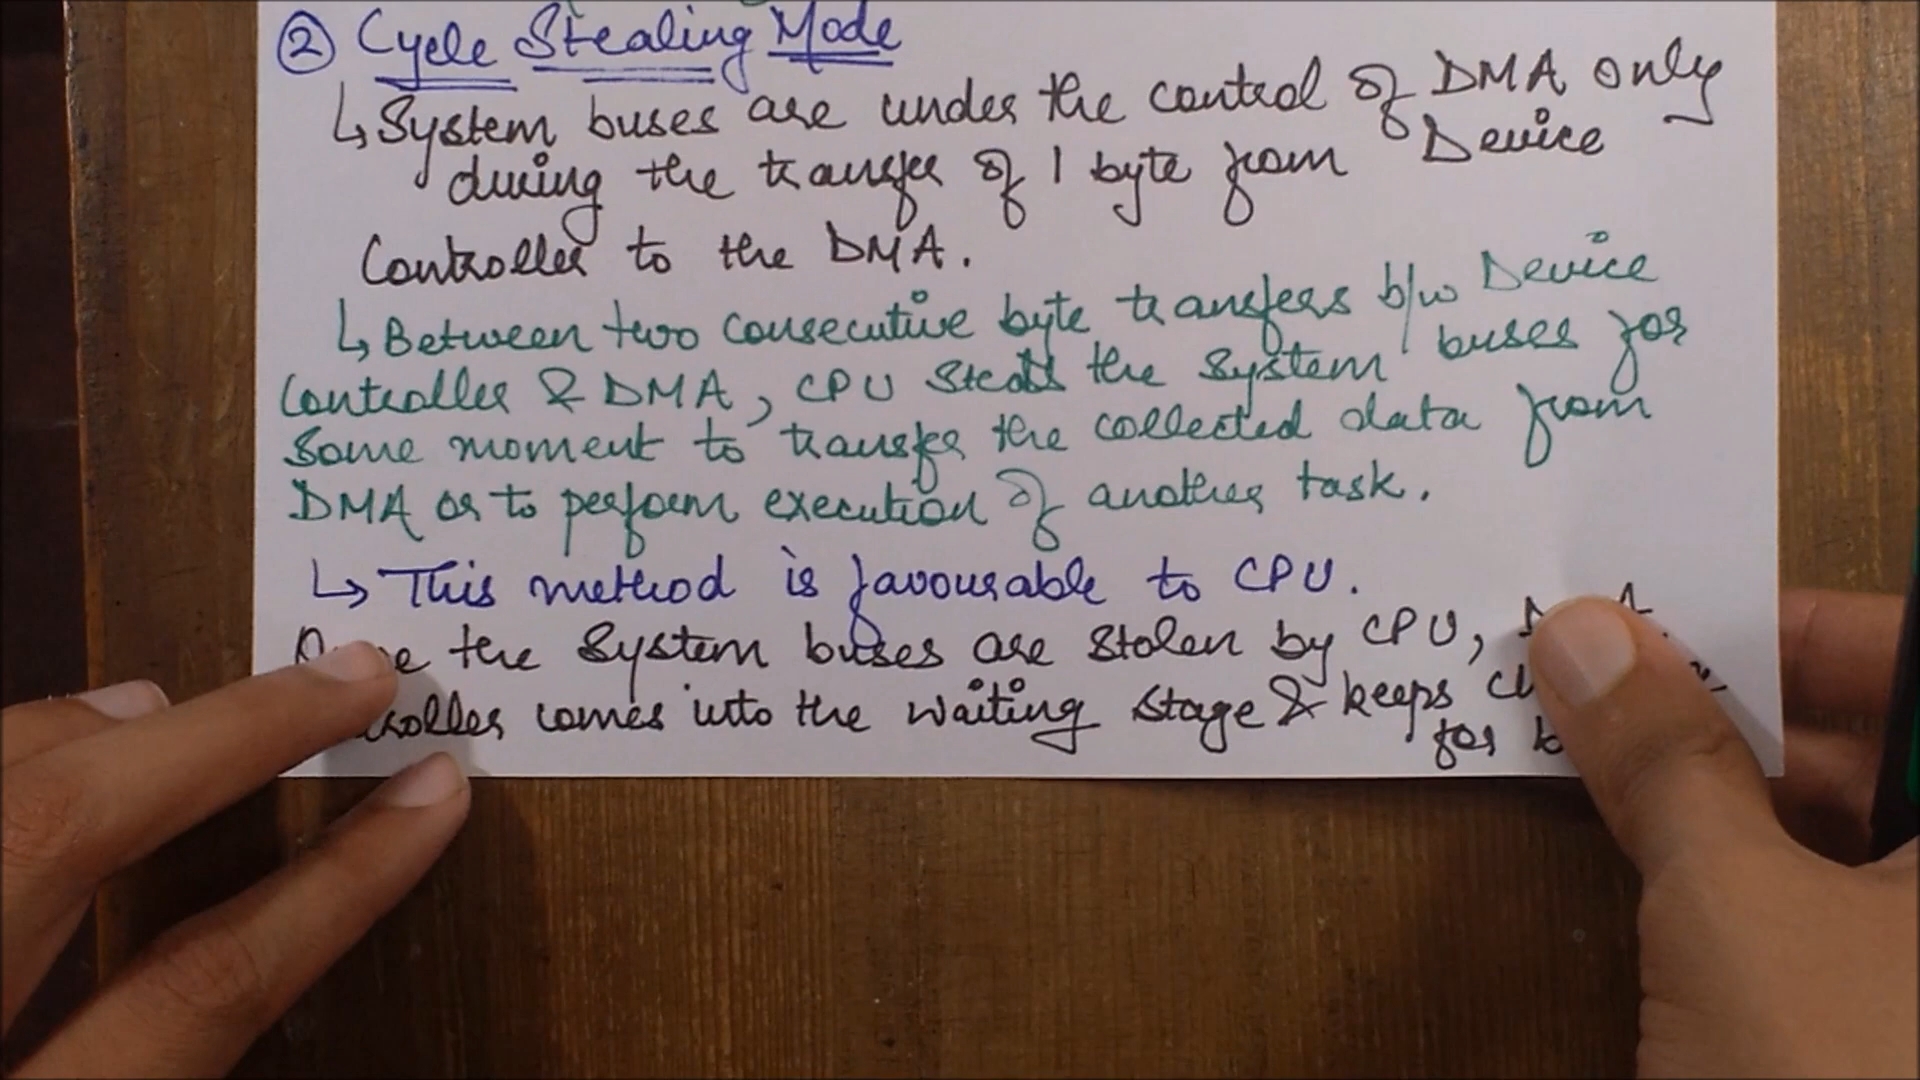 ② Cycle Stealing Mode
↳ System buses are under the control of DMA only
during the transfer of 1 byte from Device
Controller to the DMA.
↳ Between two consecutive byte transfers b/w Device
Controller & DMA, CPU steals the System buses for
Some moment to transfer the collected data from
DMA or to perform execution of another task.
↳ This method is favourable to CPU.
the System buses are stolen by CPU,
comes into the waiting stage & keeps
for